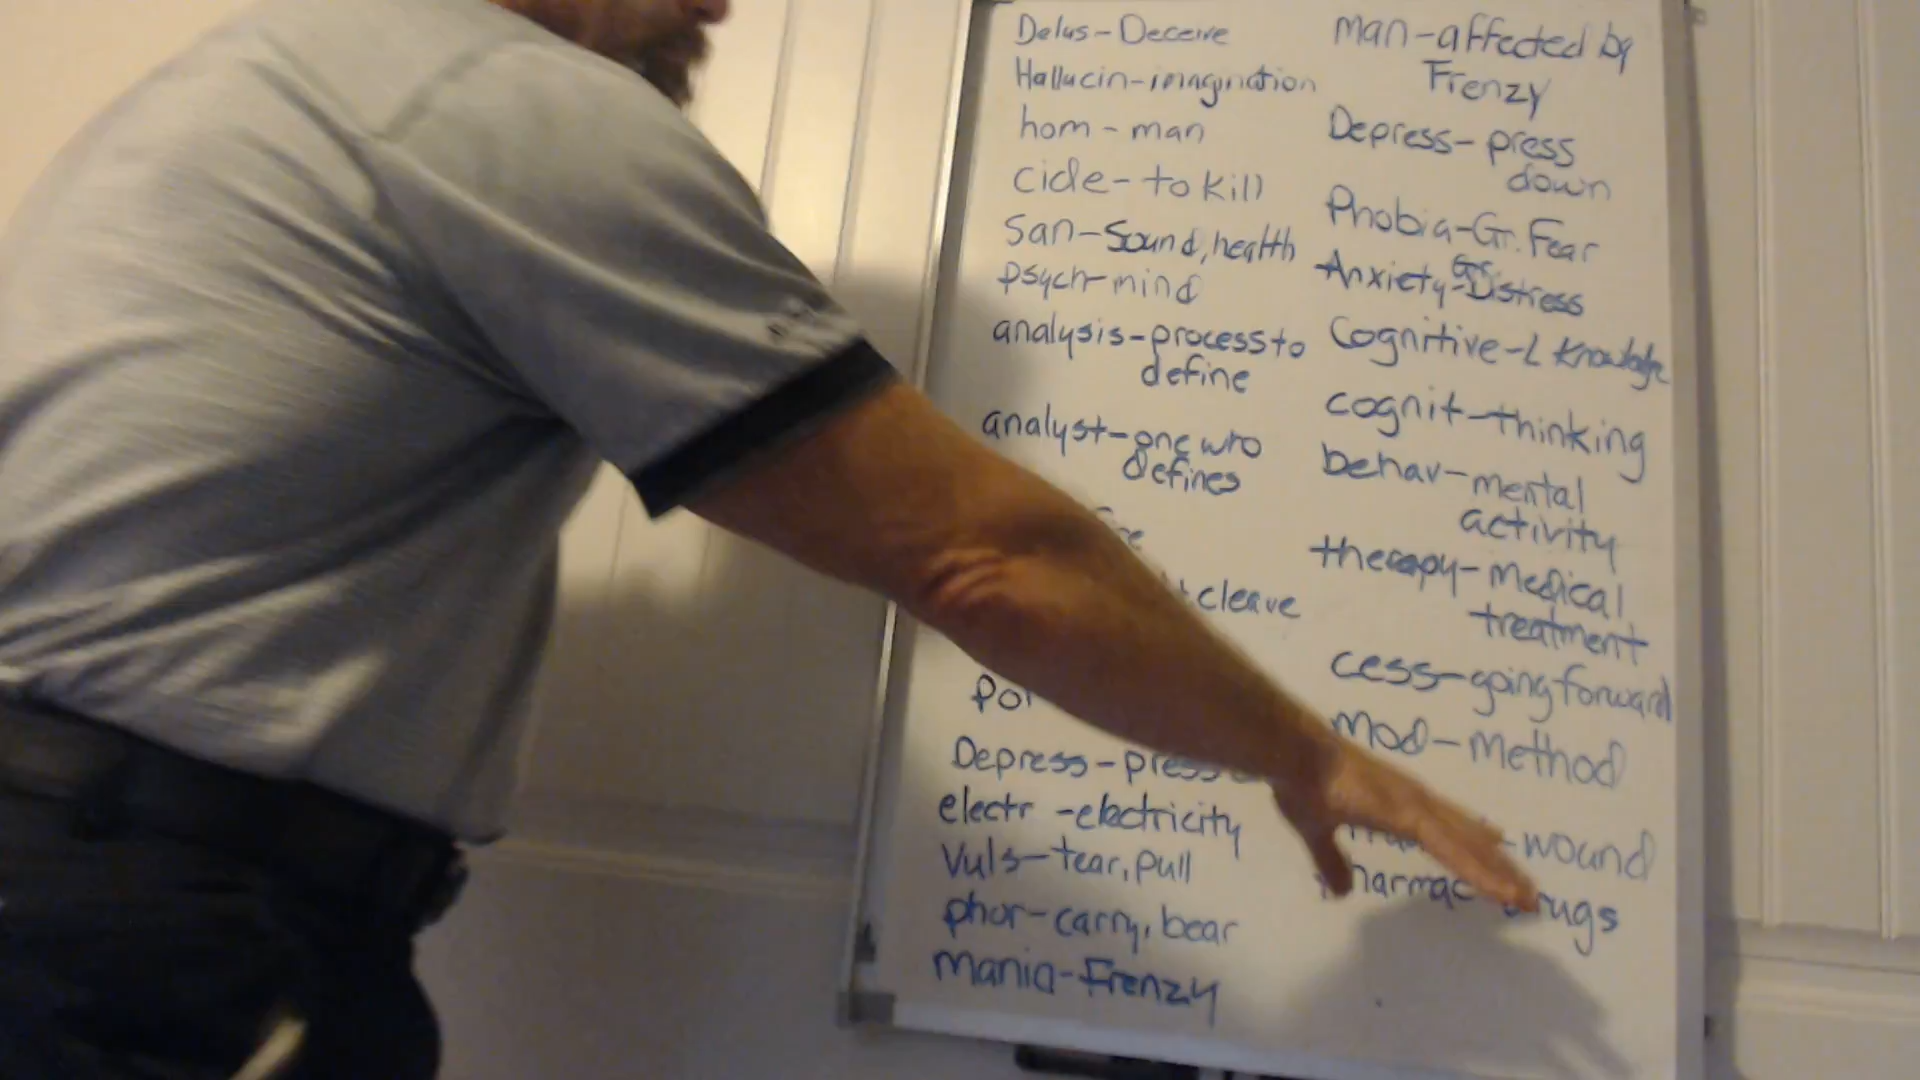 Delus-Deceive
Hallucin-imagination
hom-man
cide-to kill
San-Sound, health
psych-mind
analysis-process to
define
analyst-one who
defines
cleave
Depress-press
electr-electricity
Vuls-tear, pull
phor-carry, bear
Mania-Frenzy
man-affected by
Frenzy
Depress-press
down
Phobia-Gr. Fear
Anxiety-Gr. Distress
Cognitive-L Knowledge
cognit-thinking
behav-mental
activity
therapy-medical
treatment
cess-going forward
Mod-Method
-wound